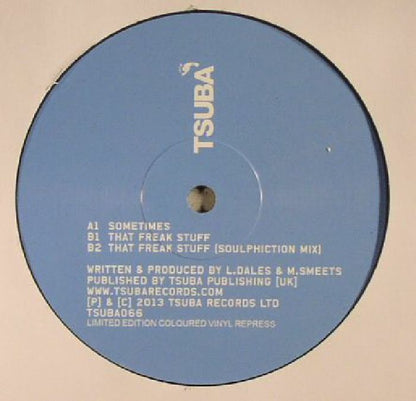 TSUBA
A1 SOMETIMES
B1 THAT FREAK STUFF
B2 THAT FREAK STUFF (SOULPHICTION MIX)
WRITTEN & PRODUCED BY L.DALES & M.SMEETS
PUBLISHED BY TSUBA PUBLISHING [UK]
WWW.TSUBARECORDS.COM
[P] & [C] 2013 TSUBA RECORDS LTD
TSUBA066
LIMITED EDITION COLOURED VINYL REPRESS